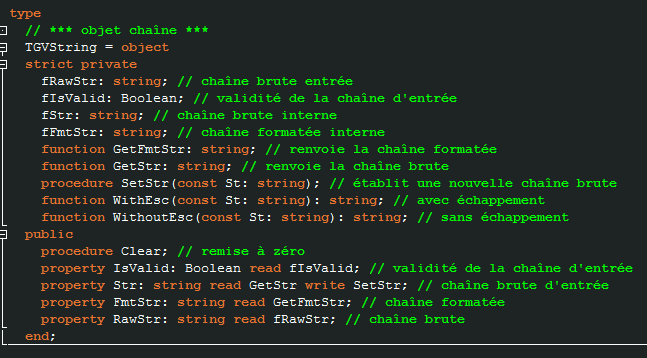 type
// *** objet chaîne ***
TGVString = object
strict private
fRawStr: string; // chaîne brute entrée
fIsValid: Boolean; // validité de la chaîne d'entrée
fStr: string; // chaîne brute interne
fFmtStr: string; // chaîne formatée interne
function GetFmtStr: string; // renvoie la chaîne formatée
function GetStr: string; // renvoie la chaîne brute
procedure SetStr(const St: string); // établit une nouvelle chaîne brute
function WithEsc(const St: string): string; // avec échappement
function WithoutEsc(const St: string): string; // sans échappement
public
procedure Clear; // remise à zéro
property IsValid: Boolean read fIsValid; // validité de la chaîne d'entrée
property Str: string read GetStr write SetStr; // chaîne brute d'entrée
property FmtStr: string read GetFmtStr; // chaîne formatée
property RawStr: string read fRawStr; // chaîne brute
end;